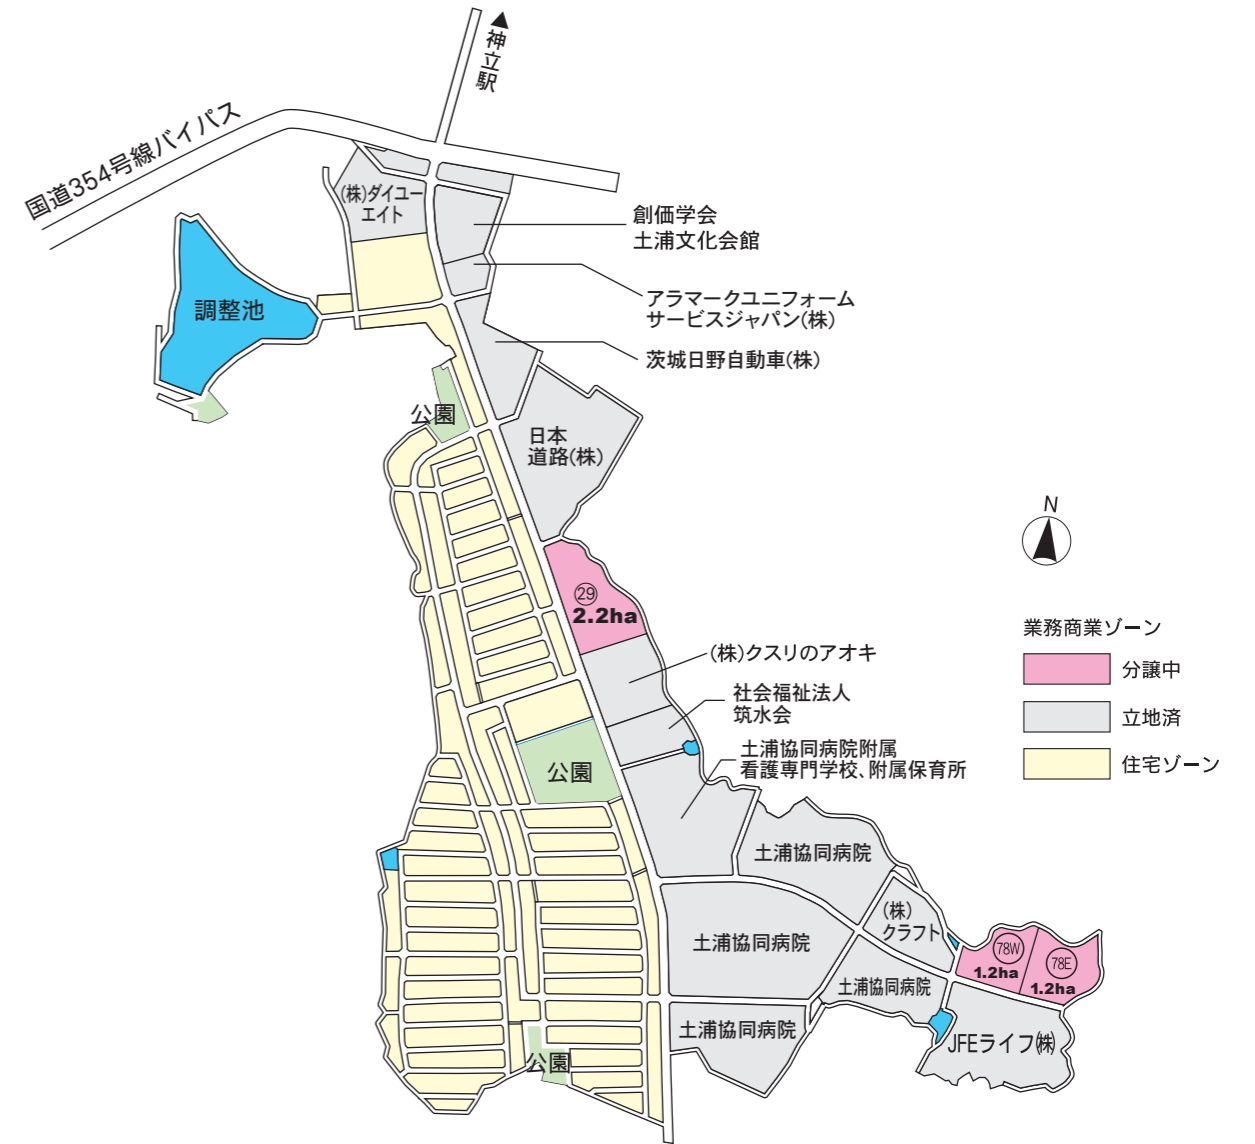 ▲神立駅
国道354号線バイパス
(株)ダイユー
エイト
創価学会
土浦文化会館
調整池
アラマークユニフォーム
サービスジャパン(株)
茨城日野自動車(株)
公園
日本
道路(株)
N
㉙
2.2ha
業務商業ゾーン
分譲中
立地済
住宅ゾーン
(株)クスリのアオキ
社会福祉法人
筑水会
土浦協同病院附属
看護専門学校、附属保育所
公園
土浦協同病院
(株)
クラフト
土浦協同病院
78W
1.2ha
78E
1.2ha
土浦協同病院
土浦協同病院
JFEライフ㈱
公園